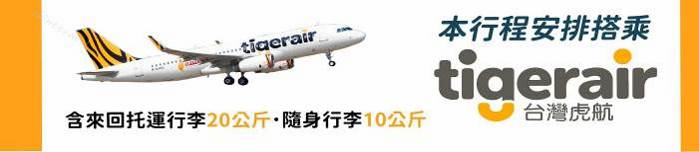 本行程安排搭乘
tigerair
tigerair
台灣虎航
含來回托運行李20公斤·隨身行李10公斤